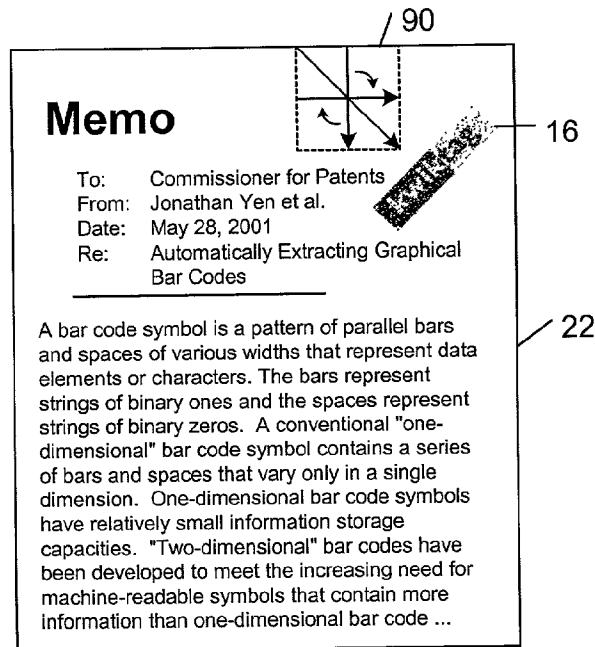 90
Memo
16
To: Commissioner for Patents
From: Jonathan Yen et al.
Date: May 28, 2001
Re: Automatically Extracting Graphical
Bar Codes
22
A bar code symbol is a pattern of parallel bars
and spaces of various widths that represent data
elements or characters. The bars represent
strings of binary ones and the spaces represent
strings of binary zeros. A conventional "one-
dimensional" bar code symbol contains a series
of bars and spaces that vary only in a single
dimension. One-dimensional bar code symbols
have relatively small information storage
capacities. "Two-dimensional" bar codes have
been developed to meet the increasing need for
machine-readable symbols that contain more
information than one-dimensional bar code ...